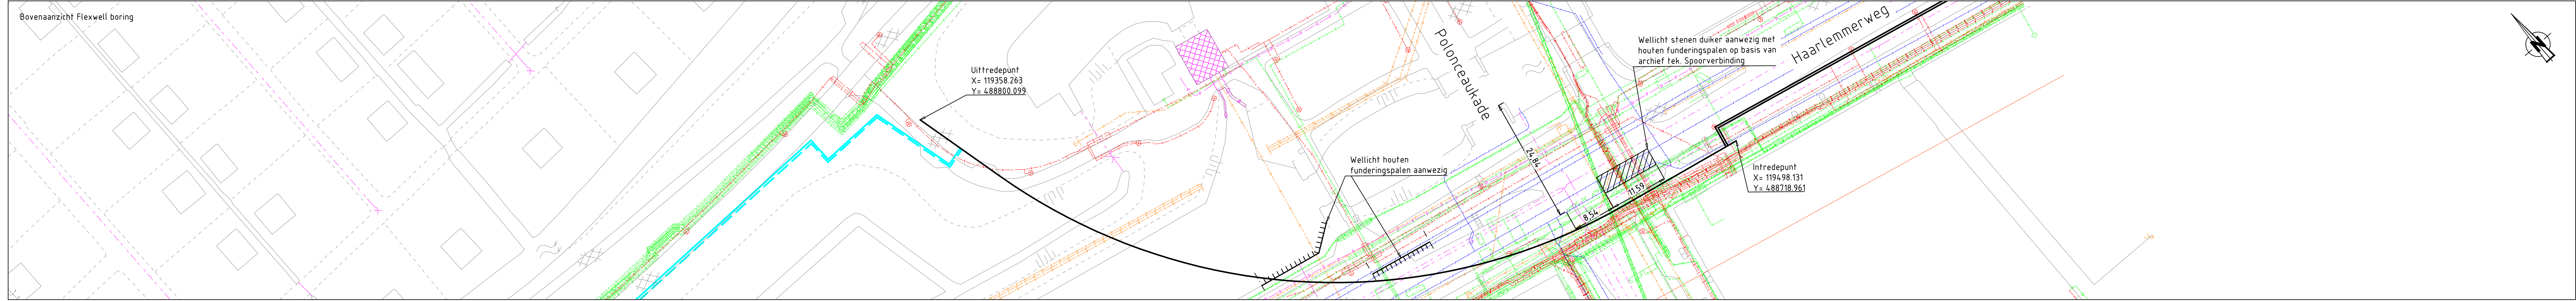 Bovenaanzicht Flexwell boring
Uittredepunt
X= 119358.263
Y= 488800.099
Polonceaukade
Wellicht stenen duiker aanwezig met
houten funderingspalen op basis van
archief tek. Spoorverbinding
Haarlemmerweg
Wellicht houten
funderingspalen aanwezig
24,84
11,59
8,54
Intredepunt
X= 119498.131
Y= 488718.961